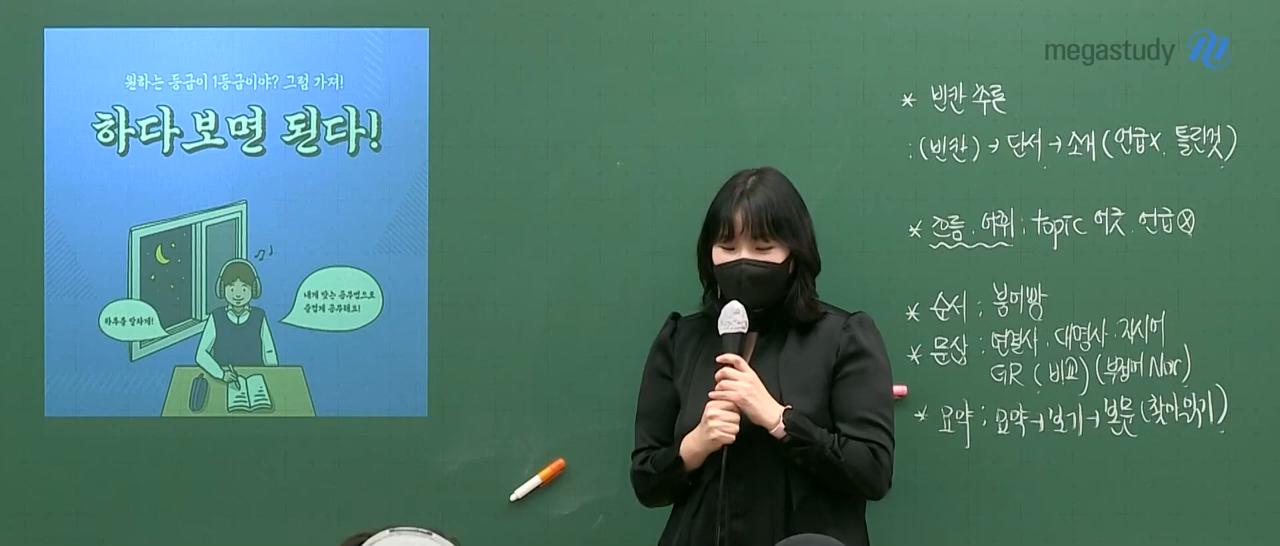 원하는 등급이 1등급이야? 그럼 가져!
하다보면 된다!
하루를 알차게!
내게 맞는 공부법으로
즐겁게 공부해요!
megastudy
* 빈칸 추론
: (빈칸) → 단서 → 소재 (언급X. 틀린것)
* 흐름. 어휘 : topic 어긋. 언급ⓧ
* 순서 : 붕어빵
* 문삽 : 연결사. 대명사. 지시어
GR (비교) (부정어 Nor)
* 요약 : 요약→보기→본문 (찾아읽기)